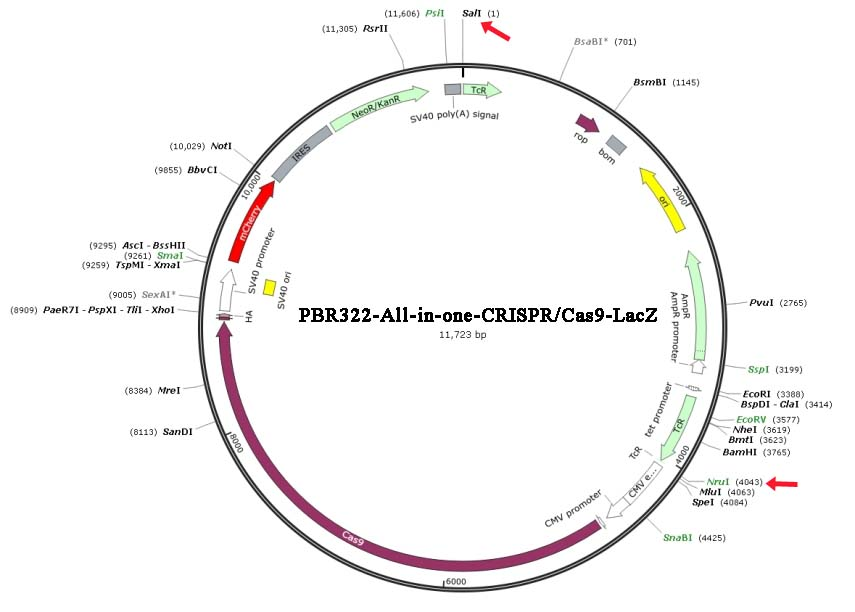 (11,606) PsiI
SalI (1)
(11,305) RsrII
BsaBI* (701)
BsmBI (1145)
TcR
SV40 poly(A) signal
NeoR/KanR
rop
bom
IRES
(10,029) NotI
(9855) BbvCI
10,000
ori
2000
mCherry
(9295) AscI - BssHII
(9261) SmaI
(9259) TspMI - XmaI
SV40 promoter
SV40 ori
(9005) SexAI*
(8909) PaeR7I - PspXI - TliI - XhoI
HA
PBR322-All-in-one-CRISPR/Cas9-LacZ
11,723 bp
AmpR
AmpR promoter
PvuI (2765)
SspI (3199)
(8384) MreI
EcoRI (3388)
BspDI - ClaI (3414)
tet promoter
EcoRV (3577)
NheI (3619)
BmtI (3623)
BamHI (3765)
TcR
TcR
4000
(8113) SanDI
8000
NruI (4043)
MluI (4063)
SpeI (4084)
CMV e...
CMV promoter
SnaBI (4425)
Cas9
6000